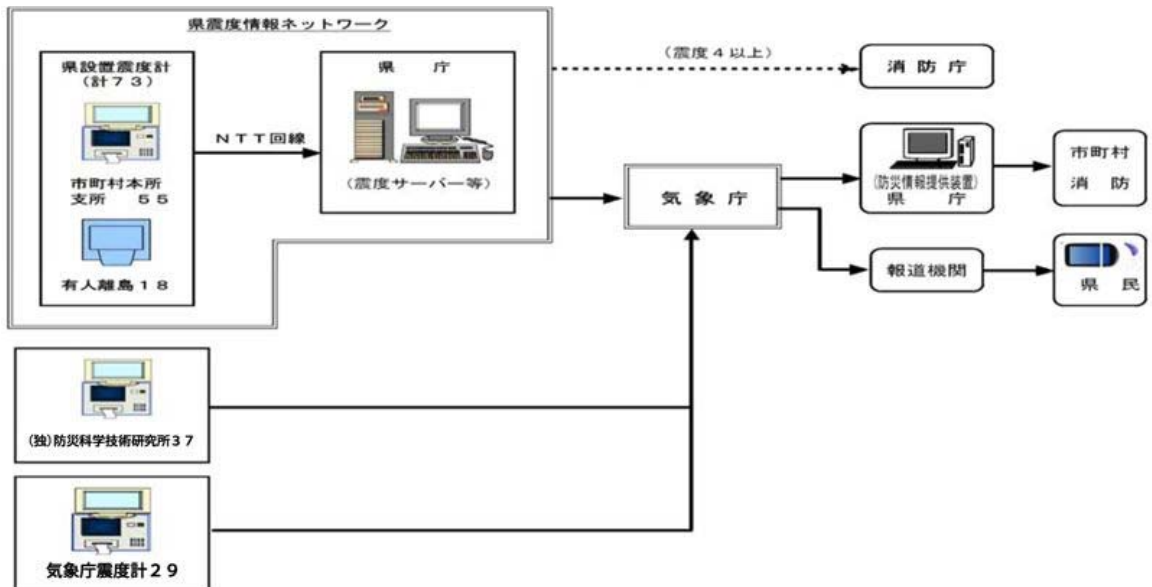 県震度情報ネットワーク
県設置震度計
(計73)
市町村本所
支所 55
有人離島18
NTT回線
県 庁
(震度サーバー等)
(震度4以上)
消防庁
気象庁
(防災情報提供装置)
県 庁
市町村
消 防
報道機関
県 民
(独)防災科学技術研究所37
気象庁震度計29